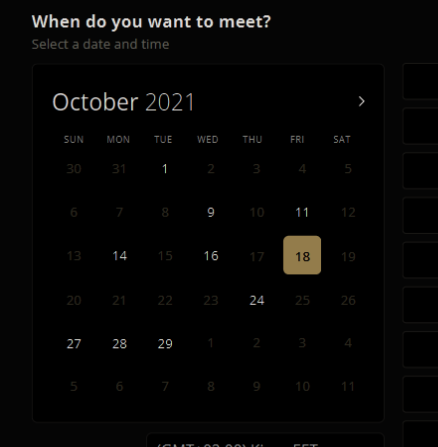 When do you want to meet?
Select a date and time
October 2021 >
SUN MON TUE WED THU FRI SAT
30 31 1 2 3 4 5
6 7 8 9 10 11 12
13 14 15 16 17 18 19
20 21 22 23 24 25 26
27 28 29 1 2 3 4
5 6 7 8 9 10 11